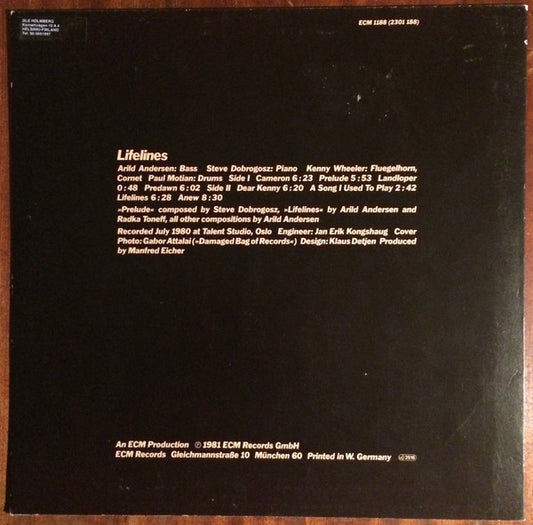 OLE HOLMBERG
HELSINKI-FINLAND
ECM 1188 (2301 188)
Lifelines
Arild Andersen: Bass Steve Dobrogosz: Piano Kenny Wheeler: Fluegelhorn,
Cornet Paul Motian: Drums Side I Cameron 6:23 Prelude 5:53 Landloper
0:48 Predawn 6:02 Side II Dear Kenny 6:20 A Song I Used To Play 2:42
Lifelines 6:28 Anew 8:30
»Prelude« composed by Steve Dobrogosz, »Lifelines« by Arild Andersen and
Radka Toneff, all other compositions by Arild Andersen
Recorded July 1980 at Talent Studio, Oslo Engineer: Jan Erik Kongshaug Cover
Photo: Gabor Attalai (»Damaged Bag of Records«) Design: Klaus Detjen Produced
by Manfred Eicher
An ECM Production ℗ 1981 ECM Records GmbH
ECM Records Gleichmannstraße 10 München 60 Printed in W. Germany